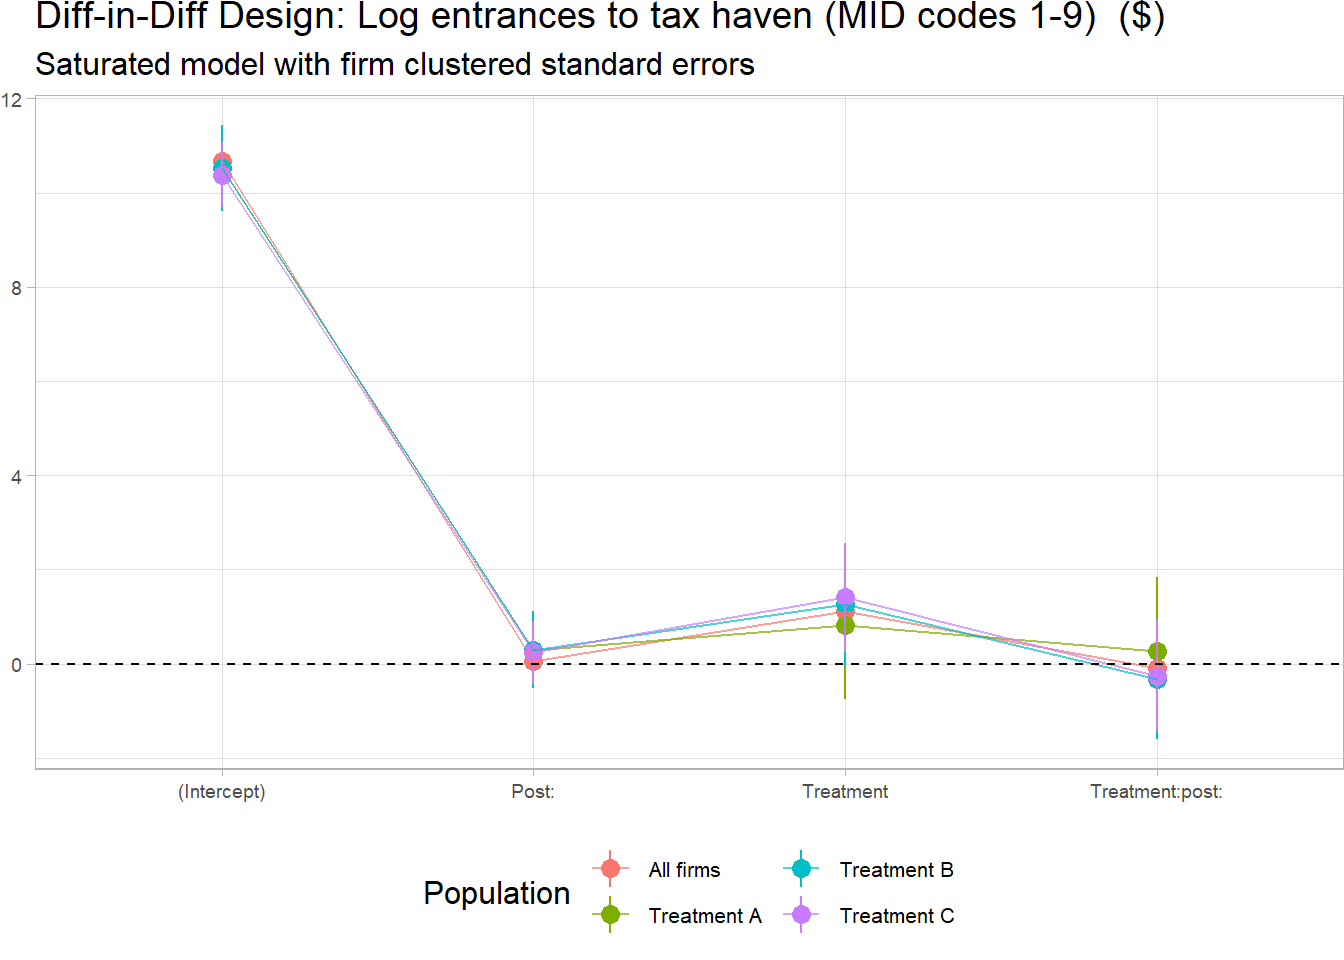 Diff-in-Diff Design: Log entrances to tax haven (MID codes 1-9)  ($)
Saturated model with firm clustered standard errors
12
8
4
0
(Intercept) Post: Treatment Treatment:post:
Population
All firms Treatment B
Treatment A Treatment C